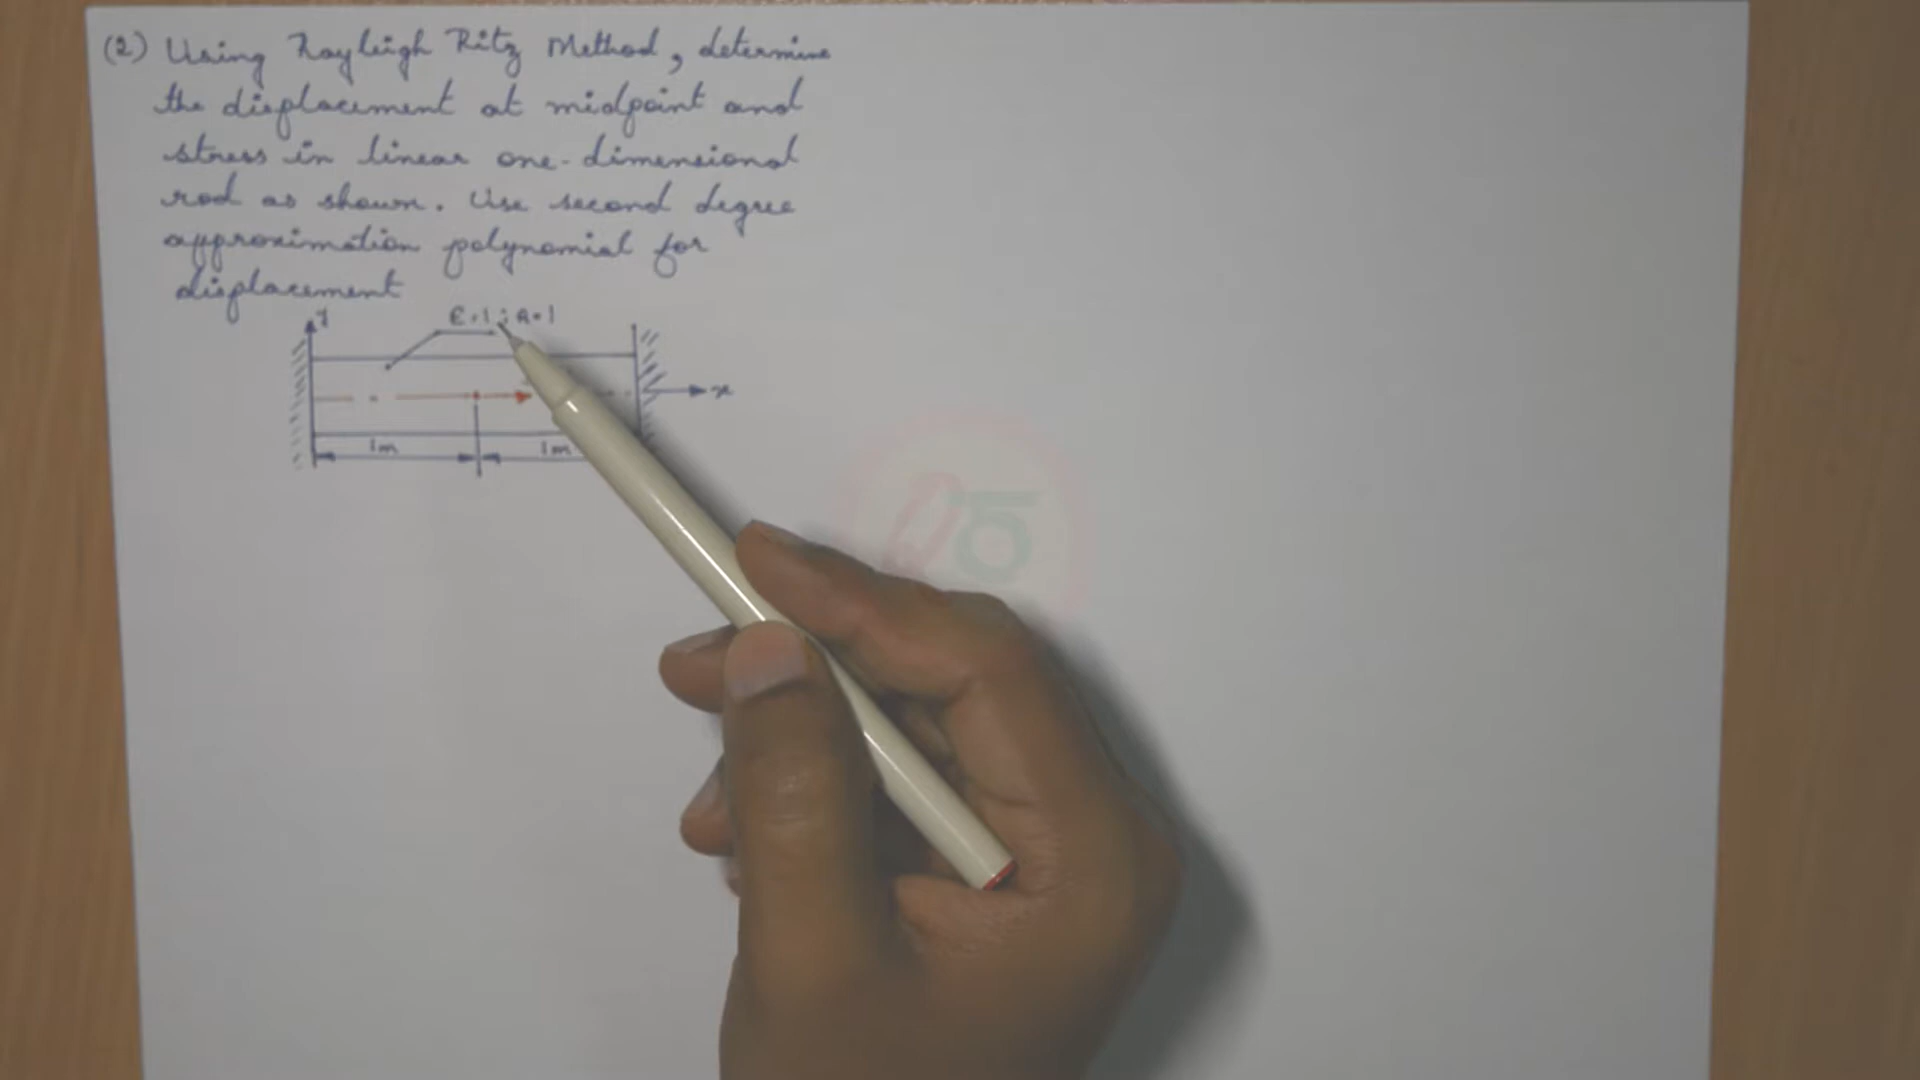 (2) Using Rayleigh Ritz Method, determine
the displacement at midpoint and
stress in linear one-dimensional
rod as shown. Use second degree
approximation polynomial for
displacement
y
E=1; A=1
x
1m
1m